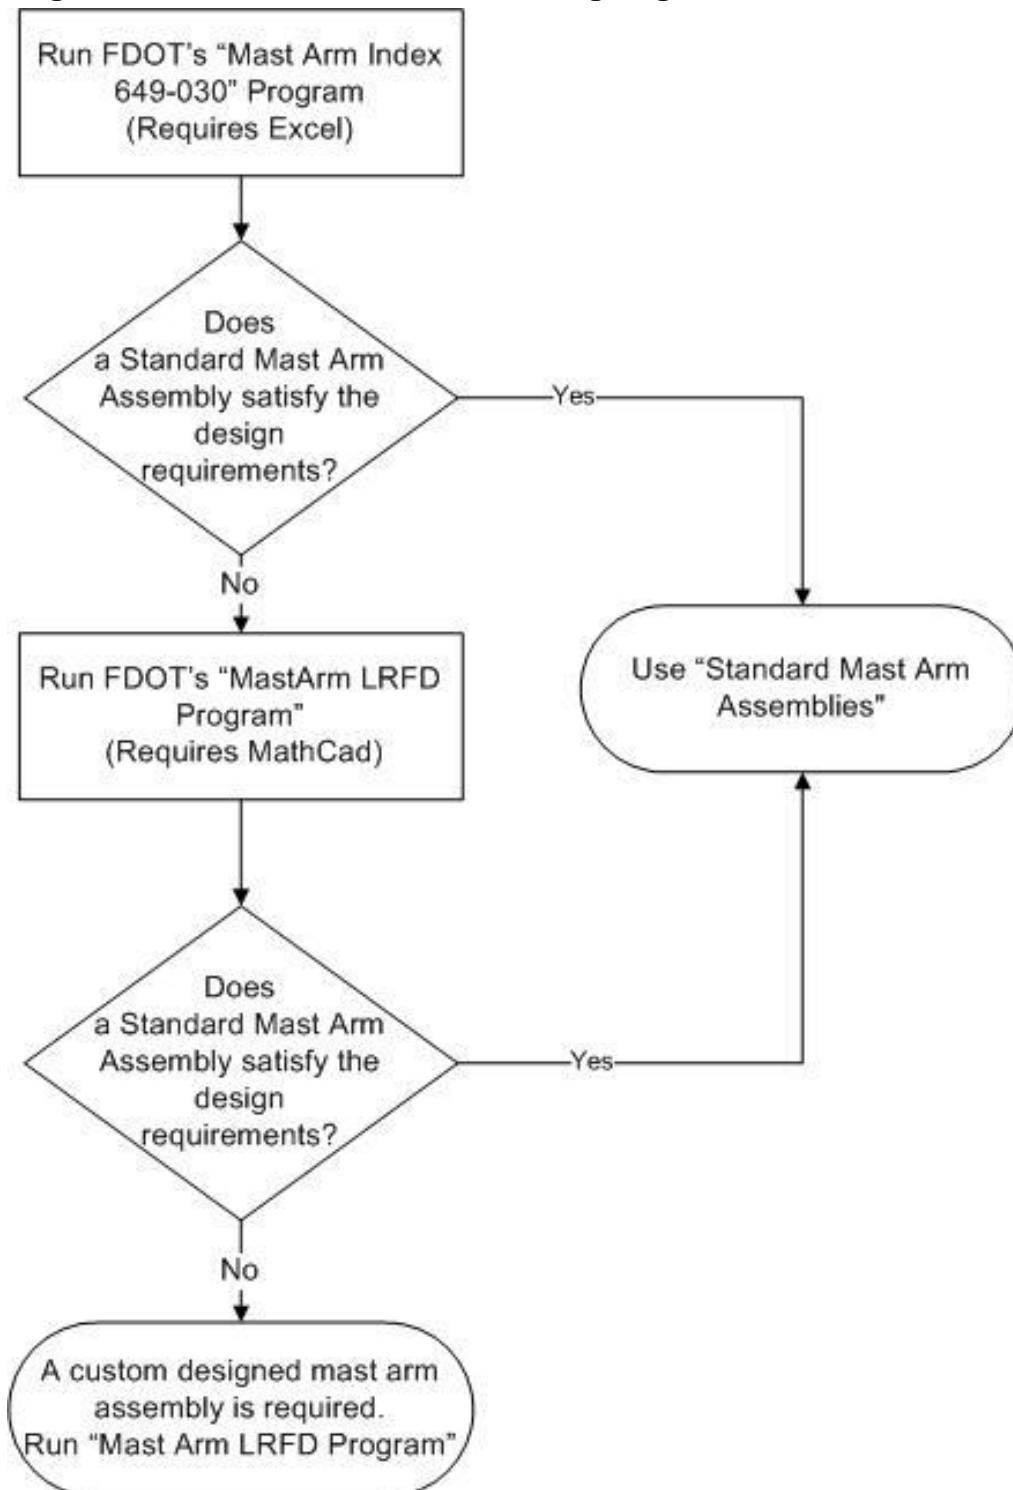 Run FDOT's “Mast Arm Index
649-030” Program
(Requires Excel)
Does
a Standard Mast Arm
Assembly satisfy the
design
requirements?
Yes
No
Run FDOT's “MastArm LRFD
Program”
(Requires MathCad)
Use “Standard Mast Arm
Assemblies”
Does
a Standard Mast Arm
Assembly satisfy the
design
requirements?
Yes
No
A custom designed mast arm
assembly is required.
Run “Mast Arm LRFD Program”